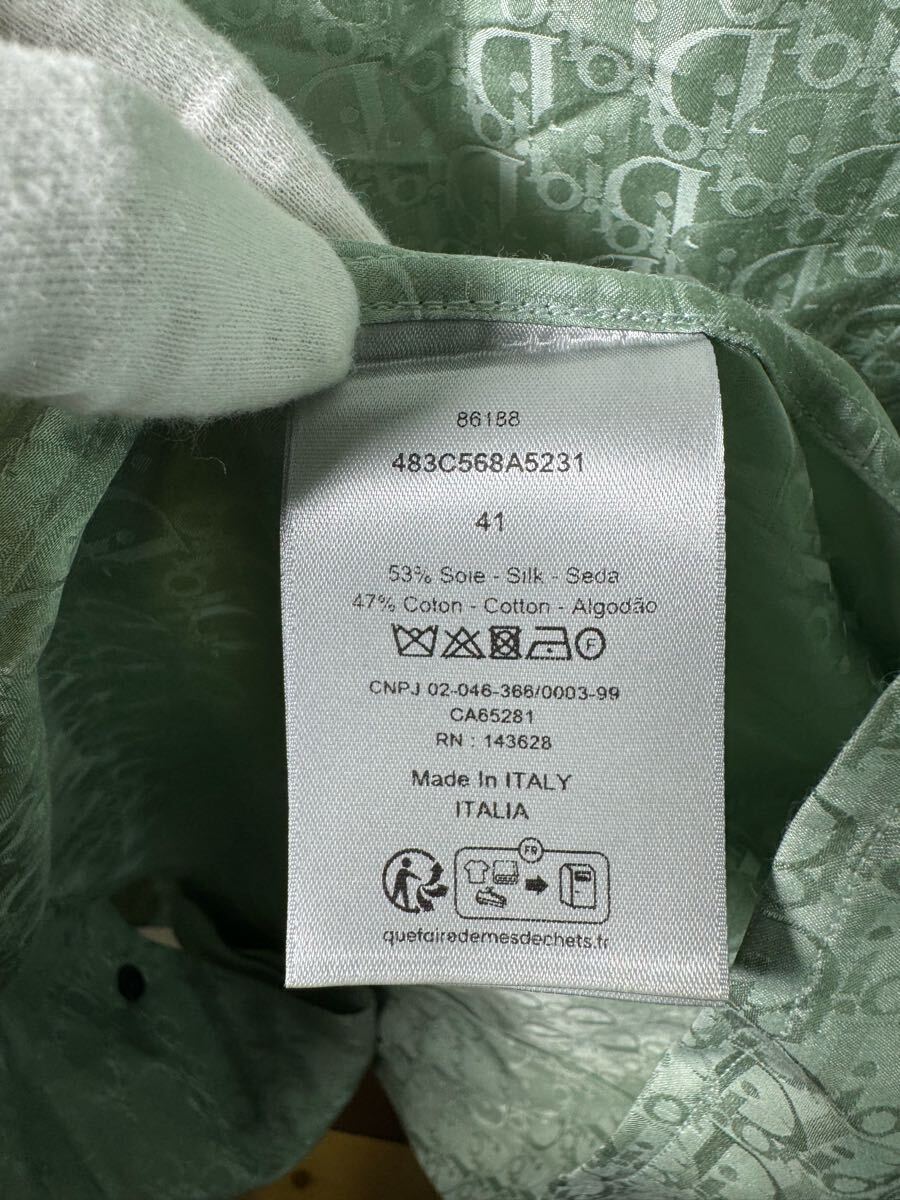 Dior
86188
483C568A5231
41
53% Soie - Silk - Seda
47% Coton - Cotton - Algodão
F
CNPJ 02-046-366/0003-99
CA65281
RN : 143628
Made In ITALY
ITALIA
FR
quefairedemesdechets.fr